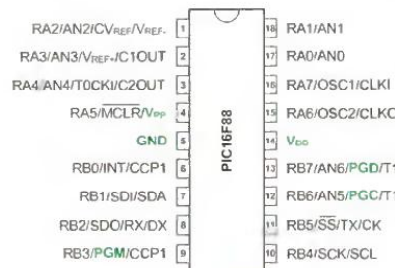 RA2/AN2/CVREF/VREF- 1 18 RA1/AN1
RA3/AN3/VREF+/C1OUT 2 17 RA0/AN0
RA4/AN4/T0CKI/C2OUT 3 16 RA7/OSC1/CLKI
RA5/MCLR/VPP 4 15 RA6/OSC2/CLKO
GND 5 14 VDD
RB0/INT/CCP1 6 13 RB7/AN6/PGD/T1
RB1/SDI/SDA 7 12 RB6/AN5/PGC/T1
RB2/SDO/RX/DX 8 11 RB5/SS/TX/CK
RB3/PGM/CCP1 9 10 RB4/SCK/SCL
PIC16F88